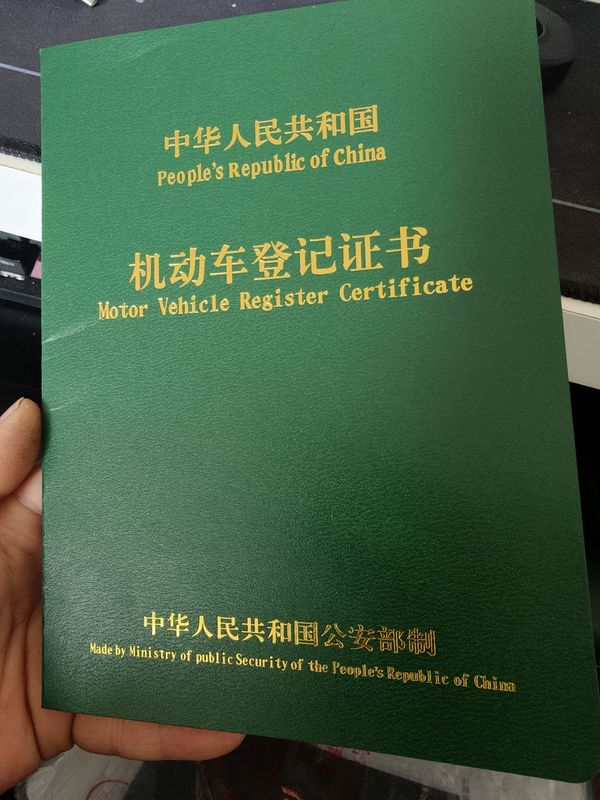 中华人民共和国
People's Republic of China
机动车登记证书
Motor Vehicle Register Certificate
中华人民共和国公安部制
Made by Ministry of public Security of the People's Republic of China